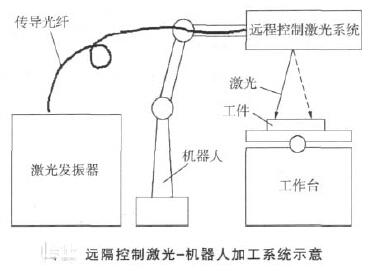 传导光纤
远程控制激光系统
激光
工件
激光发振器
机器人
工作台
远隔控制激光-机器人加工系统示意